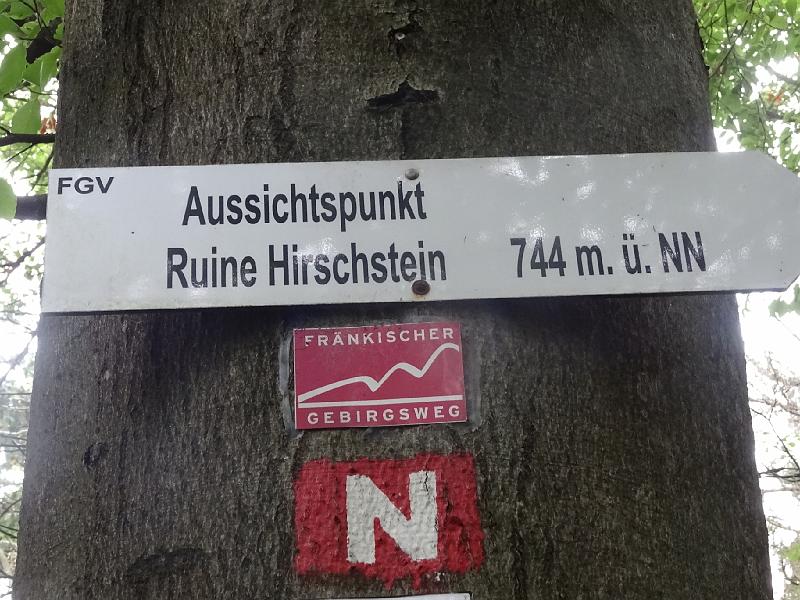 FGV
Aussichtspunkt
Ruine Hirschstein 744 m. ü. NN
FRÄNKISCHER
GEBIRGSWEG
N